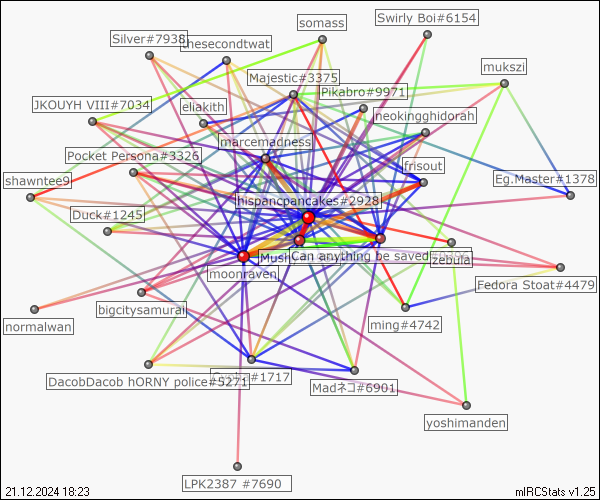 Swirly Boi#6154
somass
Silver#7938
thesecondtwat
mukszi
Majestic#3375
Pikabro#9971
JKOUYH VIII#7034
eliakith
neokingghidorah
marcemadness
Pocket Persona#3326
frisout
shawntee9
Eg.Master#1378
hispancpancakes#2928
Duck#1245
Can anything be saved
zebula
moonraven
Fedora Stoat#4479
bigcitysamurai
normalwan
ming#4742
DacobDacob hORNY police#5271
#1717
Madネコ#6901
yoshimanden
LPK2387 #7690
21.12.2024 18:23
mIRCStats v1.25